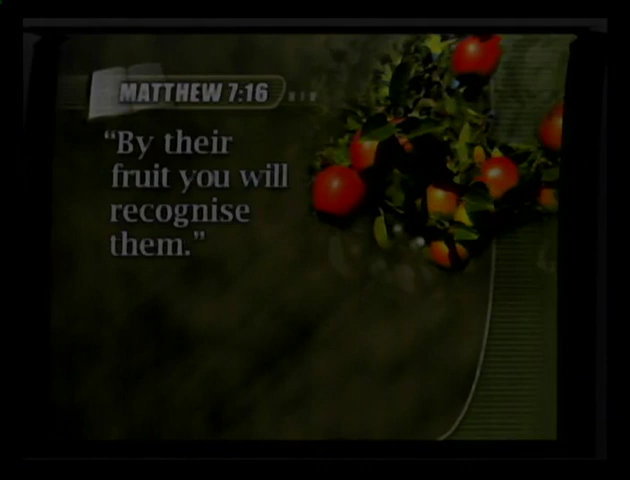 MATTHEW 7:16
“By their
fruit you will
recognise
them.”